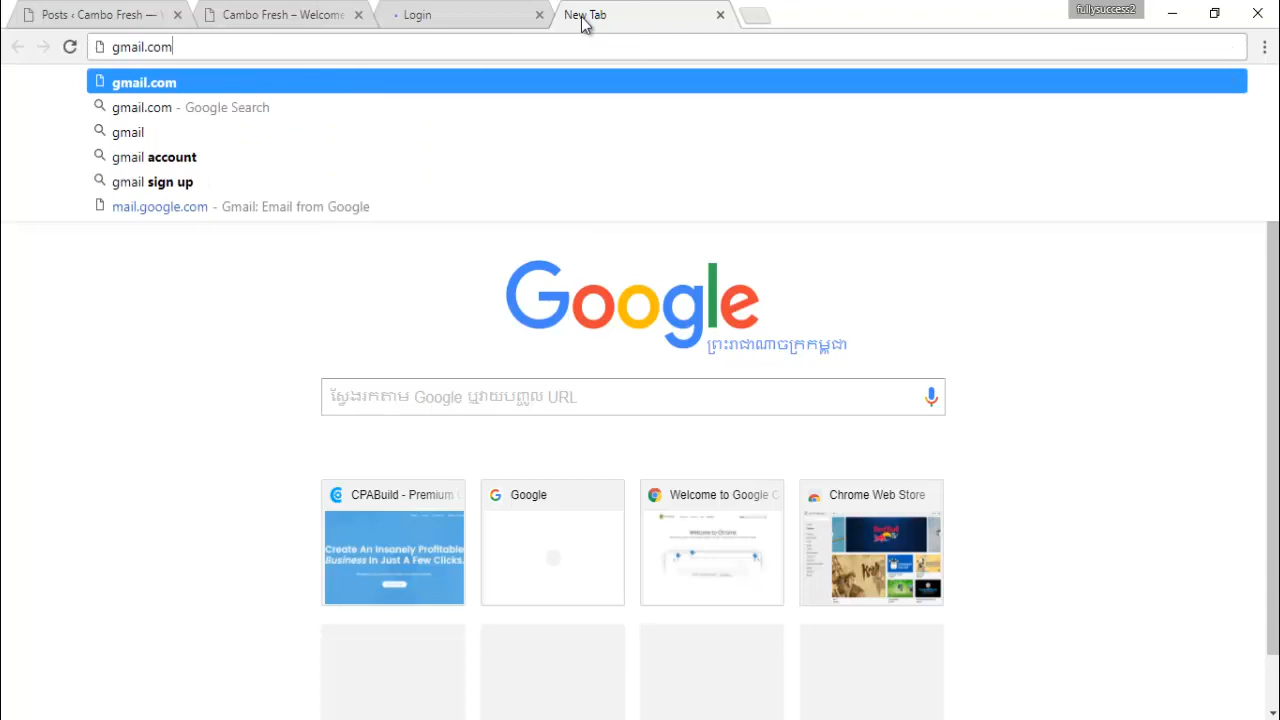 Posts ‹ Cambo Fresh —
Cambo Fresh – Welcome
Login
New Tab
fullysuccess2
gmail.com
gmail.com
gmail.com - Google Search
gmail
gmail account
gmail sign up
mail.google.com - Gmail: Email from Google
Google
ព្រះរាជាណាចក្រកម្ពុជា
ស្វែងរកតាម Google ឬវាយបញ្ចូល URL
CPABuild - Premium
Google
Welcome to Google C
Chrome Web Store
Create An Insanely Profitable
Business In Just A Few Clicks.
Welcome to Chrome
RedBull